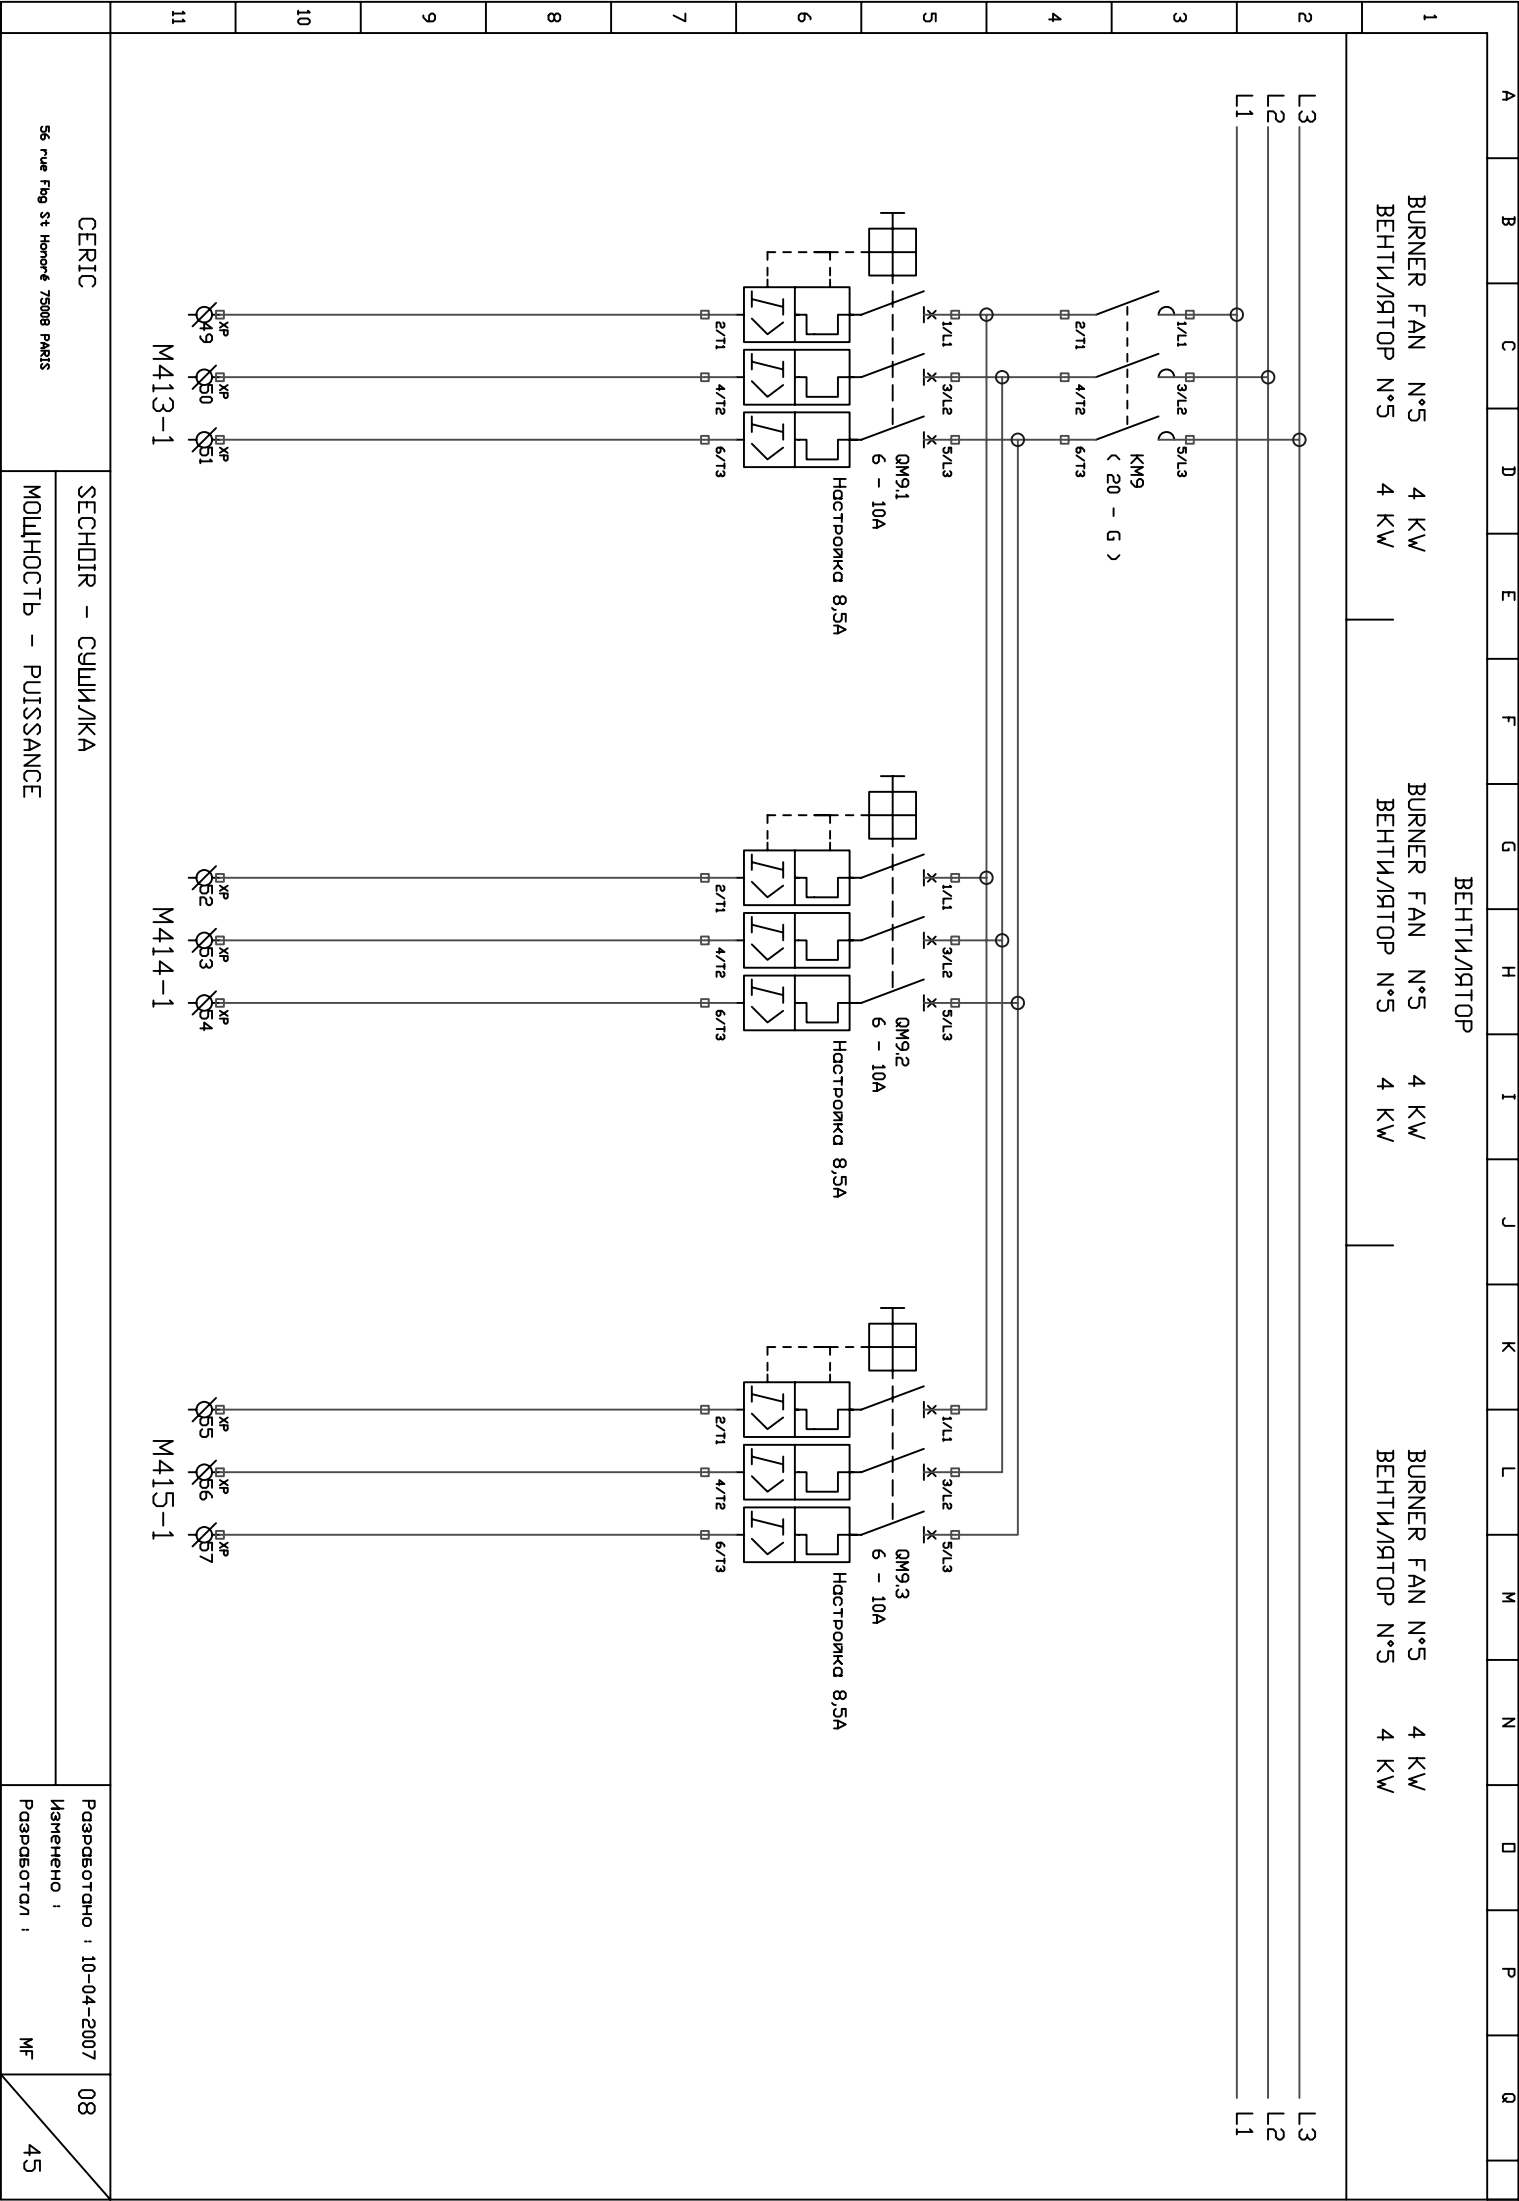 A B C D E F G H I J K L M N O P Q
1
2
3
4
5
6
7
8
9
10
11
ВЕНТИЛЯТОР
BURNER FAN N°5 4 KW
ВЕНТИЛЯТОР N°5 4 KW
BURNER FAN N°5 4 KW
ВЕНТИЛЯТОР N°5 4 KW
BURNER FAN N°5 4 KW
ВЕНТИЛЯТОР N°5 4 KW
L3 L3
L2 L2
L1 L1
1/L1 3/L2 5/L3
KM9
( 20 - G )
2/T1 4/T2 6/T3
1/L1 3/L2 5/L3
QM9.1
6 - 10A
Настройка 8,5A
2/T1 4/T2 6/T3
XP XP XP
49 50 51
M413-1
1/L1 3/L2 5/L3
QM9.2
6 - 10A
Настройка 8,5A
2/T1 4/T2 6/T3
XP XP XP
52 53 54
M414-1
1/L1 3/L2 5/L3
QM9.3
6 - 10A
Настройка 8,5A
2/T1 4/T2 6/T3
XP XP XP
55 56 57
M415-1
CERIC
56 rue Fbg St Honoré 75008 PARIS
SECHOIR - СУШИЛКА
МОЩНОСТЬ - PUISSANCE
Разработано : 10-04-2007
Изменено :
Разработал : MF
08
45